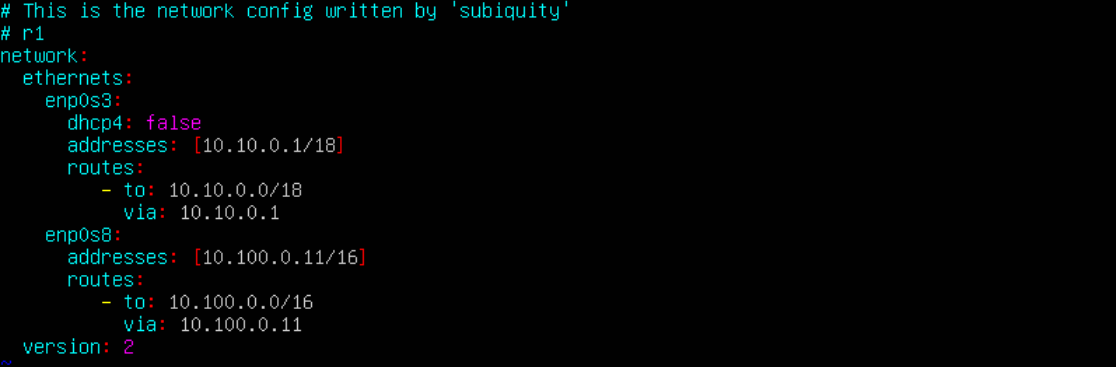 # This is the network config written by 'subiquity'
# r1
network:
  ethernets:
    enp0s3:
      dhcp4: false
      addresses: [10.10.0.1/18]
      routes:
         - to: 10.10.0.0/18
           via: 10.10.0.1
    enp0s8:
      addresses: [10.100.0.11/16]
      routes:
         - to: 10.100.0.0/16
           via: 10.100.0.11
  version: 2
~